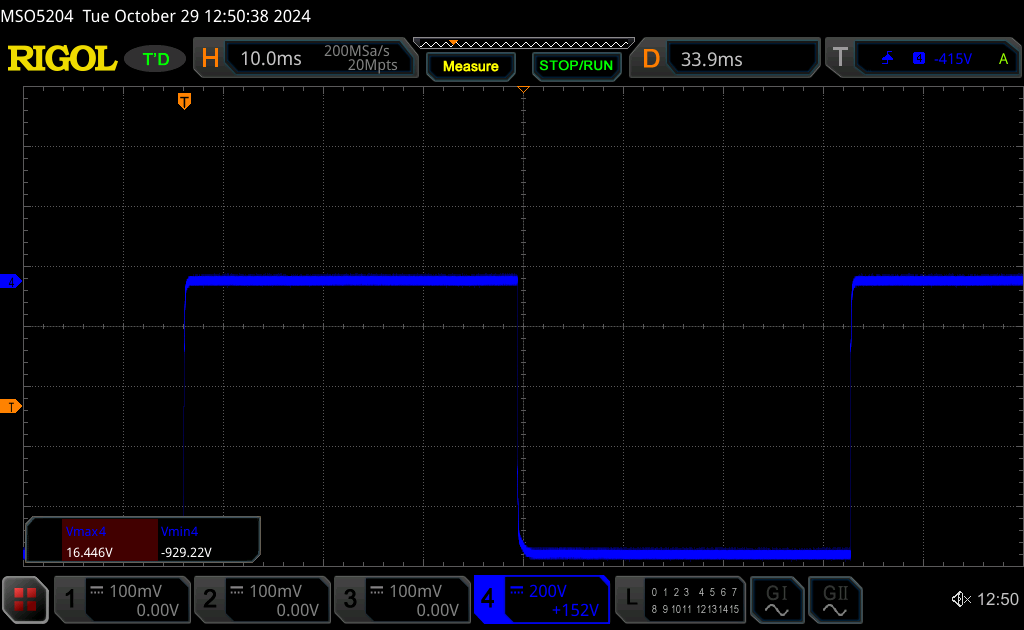 MSO5204 Tue October 29 12:50:38 2024
RIGOL T'D H 10.0ms 200MSa/s 20Mpts Measure STOP/RUN D 33.9ms T 1 -415V A
T
4
T
Vmax4 Vmin4
16.446V -929.22V
1 100mV 0.00V 2 100mV 0.00V 3 100mV 0.00V 4 200V +152V L 0 1 2 3 4 5 6 7 8 9 10 11 12 13 14 15 GI GII 12:50